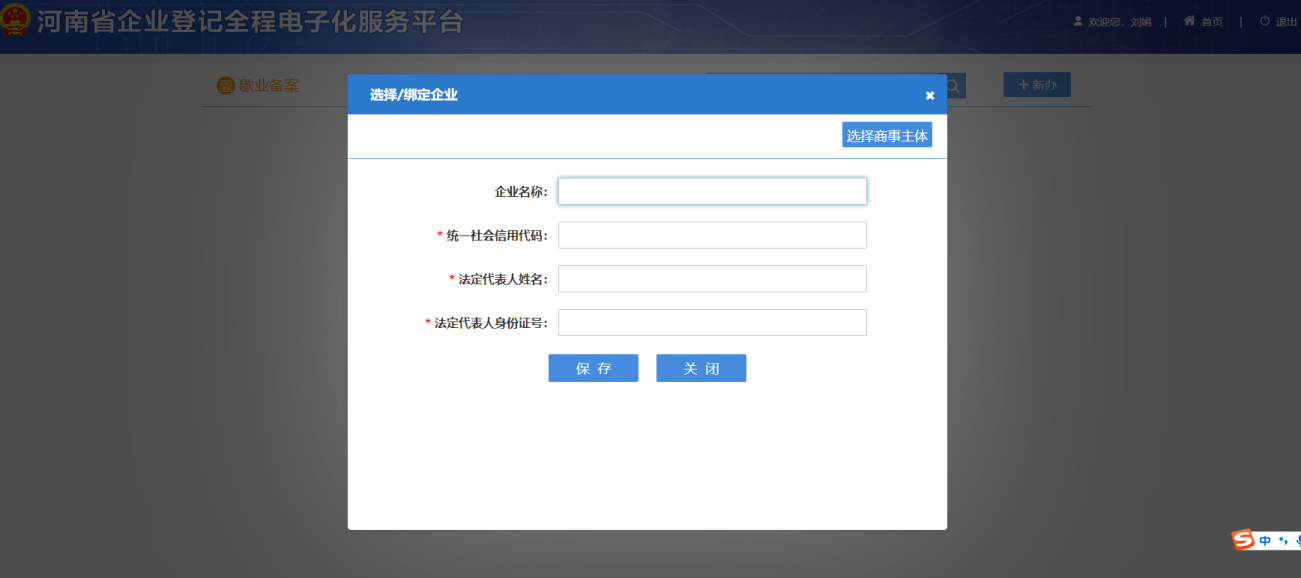 河南省企业登记全程电子化服务平台
欢迎您，刘娟 | 首页 | 退出
歇业备案
+新办
选择/绑定企业
选择商事主体
企业名称：
* 统一社会信用代码：
* 法定代表人姓名：
* 法定代表人身份证号：
保 存 关 闭
中